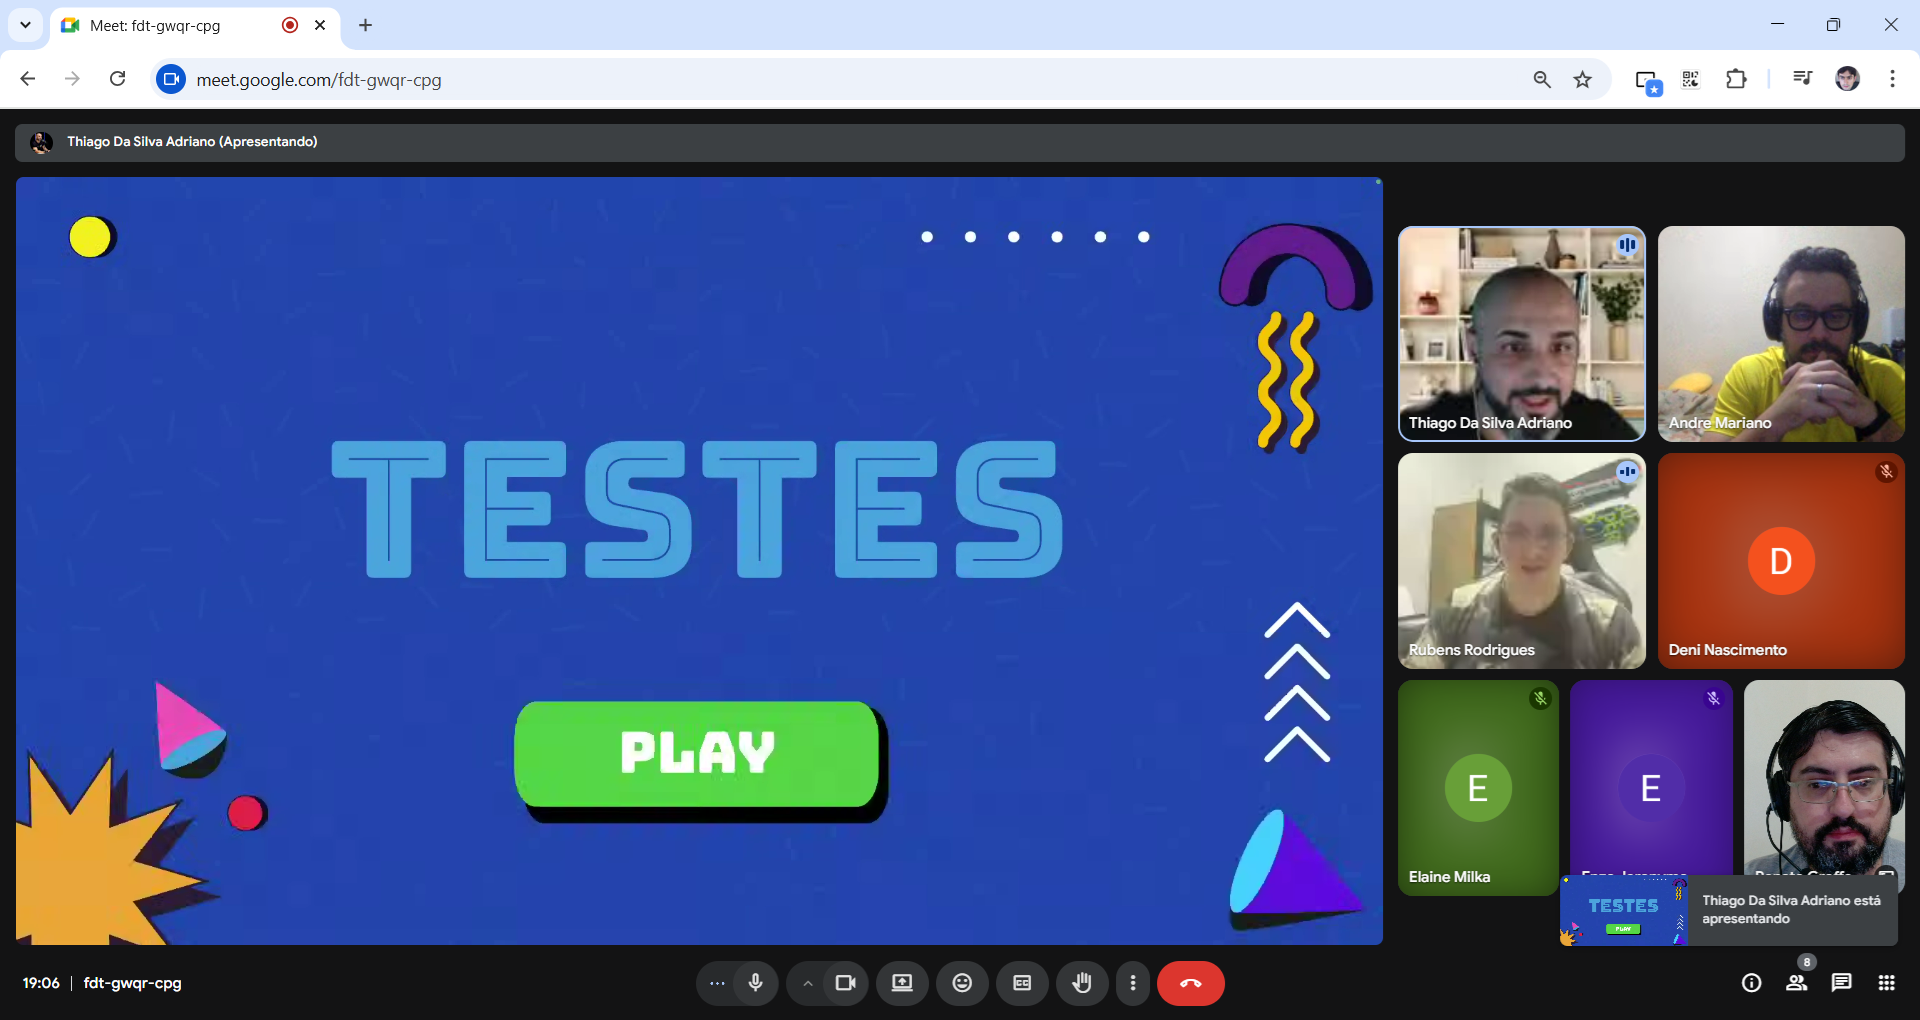 Meet: fdt-gwqr-cpg
meet.google.com/fdt-gwqr-cpg
Thiago Da Silva Adriano (Apresentando)
TESTES
PLAY
Thiago Da Silva Adriano
Andre Mariano
Rubens Rodrigues
D
Deni Nascimento
E
Elaine Milka
E
TESTES
PLAY
Thiago Da Silva Adriano está
apresentando
19:06 | fdt-gwqr-cpg
CC
8